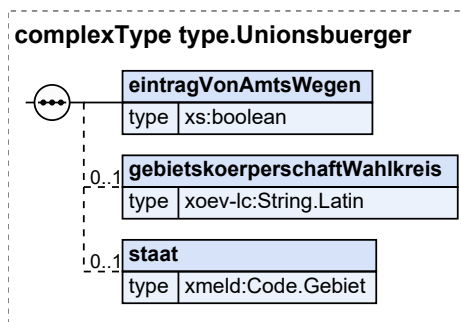 complexType type.Unionsbuerger
eintragVonAmtsWegen
type xs:boolean
0..1 gebietskoerperschaftWahlkreis
type xoev-lc:String.Latin
0..1 staat
type xmeld:Code.Gebiet